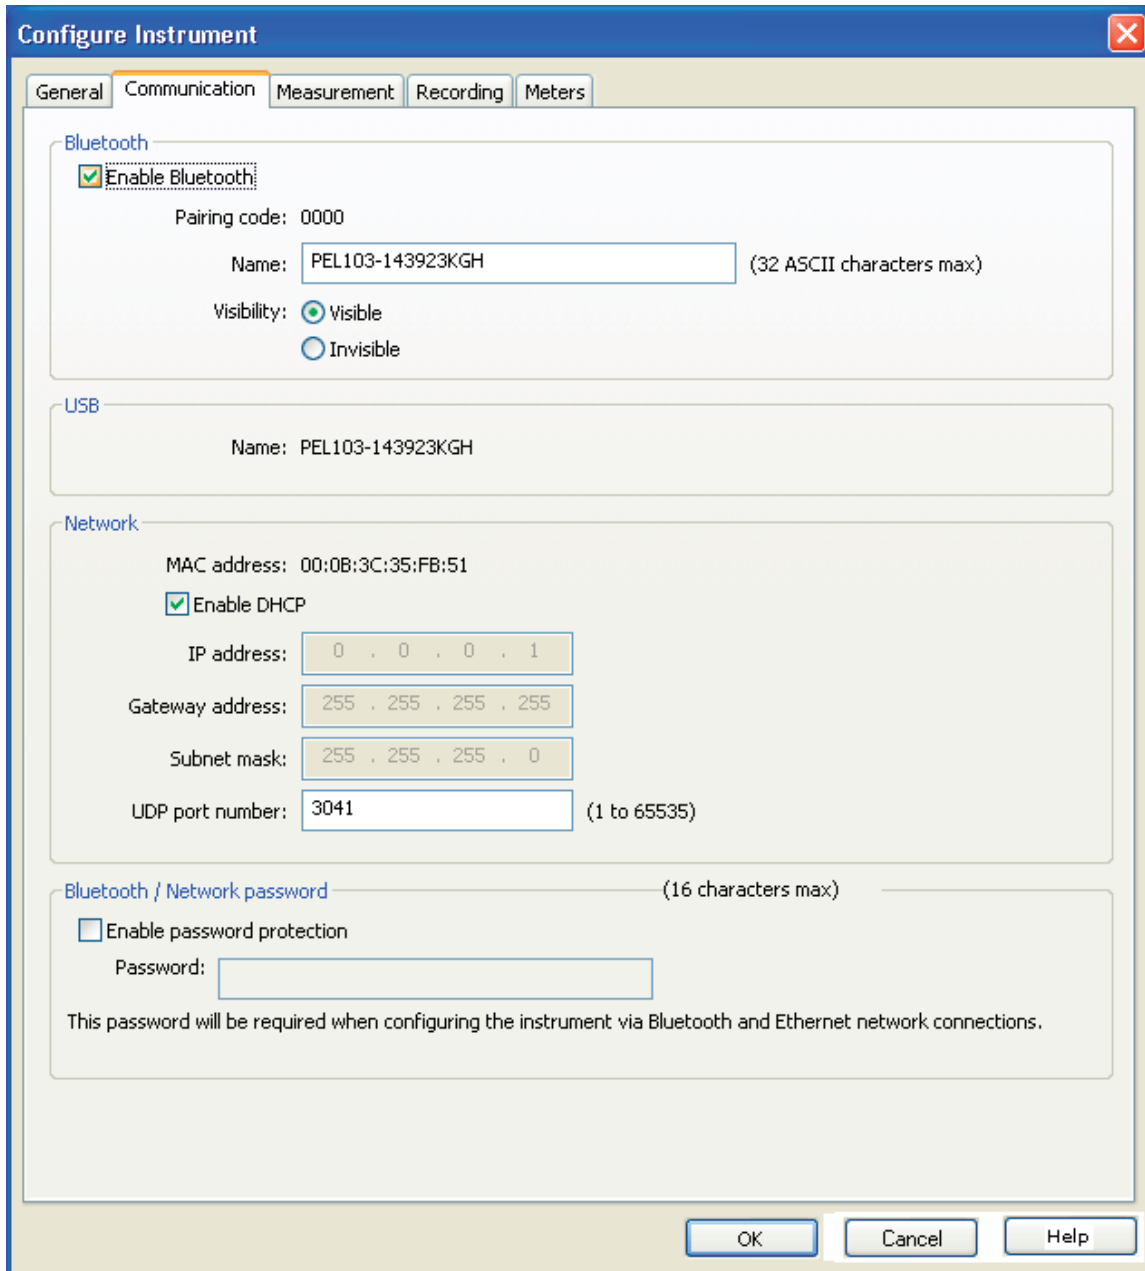 Configure Instrument
General Communication Measurement Recording Meters
Bluetooth
Enable Bluetooth
Pairing code: 0000
Name: PEL103-143923KGH (32 ASCII characters max)
Visibility: Visible
Invisible
USB
Name: PEL103-143923KGH
Network
MAC address: 00:0B:3C:35:FB:51
Enable DHCP
IP address: 0 . 0 . 0 . 1
Gateway address: 255 . 255 . 255 . 255
Subnet mask: 255 . 255 . 255 . 0
UDP port number: 3041 (1 to 65535)
Bluetooth / Network password (16 characters max)
Enable password protection
Password:
This password will be required when configuring the instrument via Bluetooth and Ethernet network connections.
OK Cancel Help